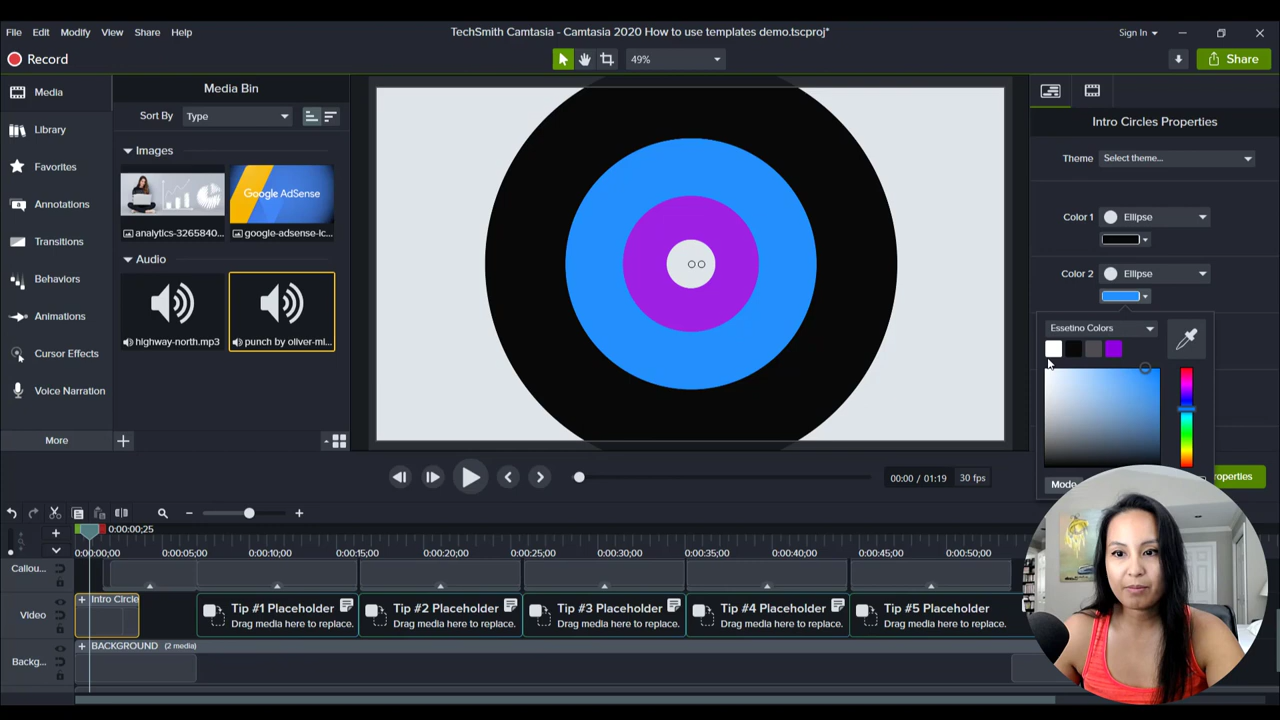 TechSmith Camtasia - Camtasia 2020 How to use templates demo.tscproj*
File Edit Modify View Share Help
Sign In
Record
49%
Share
Media
Library
Favorites
Annotations
Transitions
Behaviors
Animations
Cursor Effects
Voice Narration
More
Media Bin
Sort By Type
Images
analytics-3265840...
google-adsense-ic...
Google AdSense
Audio
highway-north.mp3
punch by oliver-mi...
Intro Circles Properties
Theme Select theme...
Color 1 Ellipse
Color 2 Ellipse
Essetino Colors
Mode
roperties
00:00 / 01:19 30 fps
0:00:00;25
0:00:00;00 0:00:05;00 0:00:10;00 0:00:15;00 0:00:20;00 0:00:25;00 0:00:30;00 0:00:35;00 0:00:40;00 0:00:45;00 0:00:50;00
Callou...
Video
Intro Circle
Tip #1 Placeholder
Drag media here to replace.
Tip #2 Placeholder
Drag media here to replace.
Tip #3 Placeholder
Drag media here to replace.
Tip #4 Placeholder
Drag media here to replace.
Tip #5 Placeholder
Drag media here to replace.
Backg...
BACKGROUND (2 media)